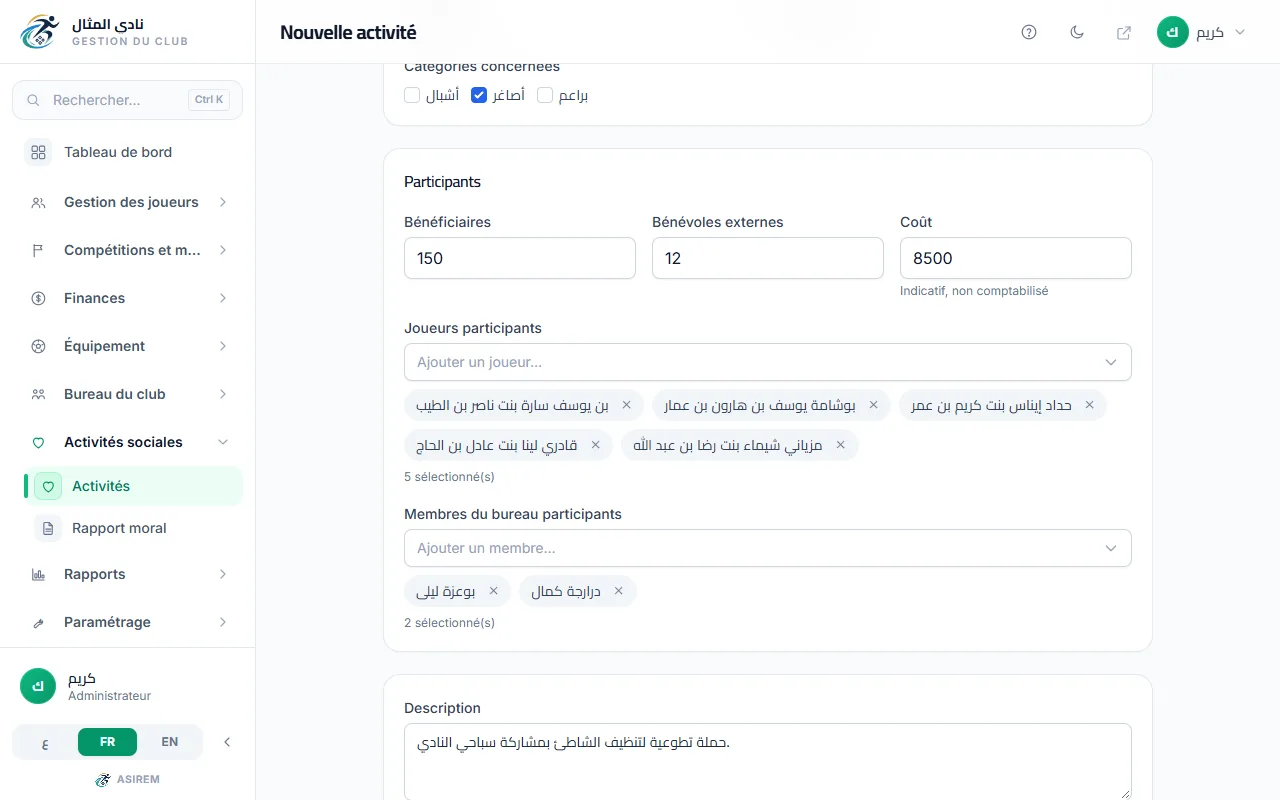 نادي المثال
GESTION DU CLUB
Rechercher...
Ctrl K
Tableau de bord
Gestion des joueurs
Compétitions et m...
Finances
Équipement
Bureau du club
Activités sociales
Activités
Rapport moral
Rapports
Paramétrage
ك
كريم
Administrateur
ع
FR
EN
ASIREM
Nouvelle activité
ك
كريم
Catégories concernées
أشبال
أصاغر
براعم
Participants
Bénéficiaires
Bénévoles externes
Coût
150
12
8500
Indicatif, non comptabilisé
Joueurs participants
Ajouter un joueur...
بن يوسف سارة بنت ناصر بن الطيب
بوشامة يوسف بن هارون بن عمار
حداد إيناس بنت كريم بن عمر
قادري لينا بنت عادل بن الحاج
مزياني شيماء بنت رضا بن عبد الله
5 sélectionné(s)
Membres du bureau participants
Ajouter un membre...
بوعزة ليلى
درارجة كمال
2 sélectionné(s)
Description
حملة تطوعية لتنظيف الشاطئ بمشاركة سباحي النادي.